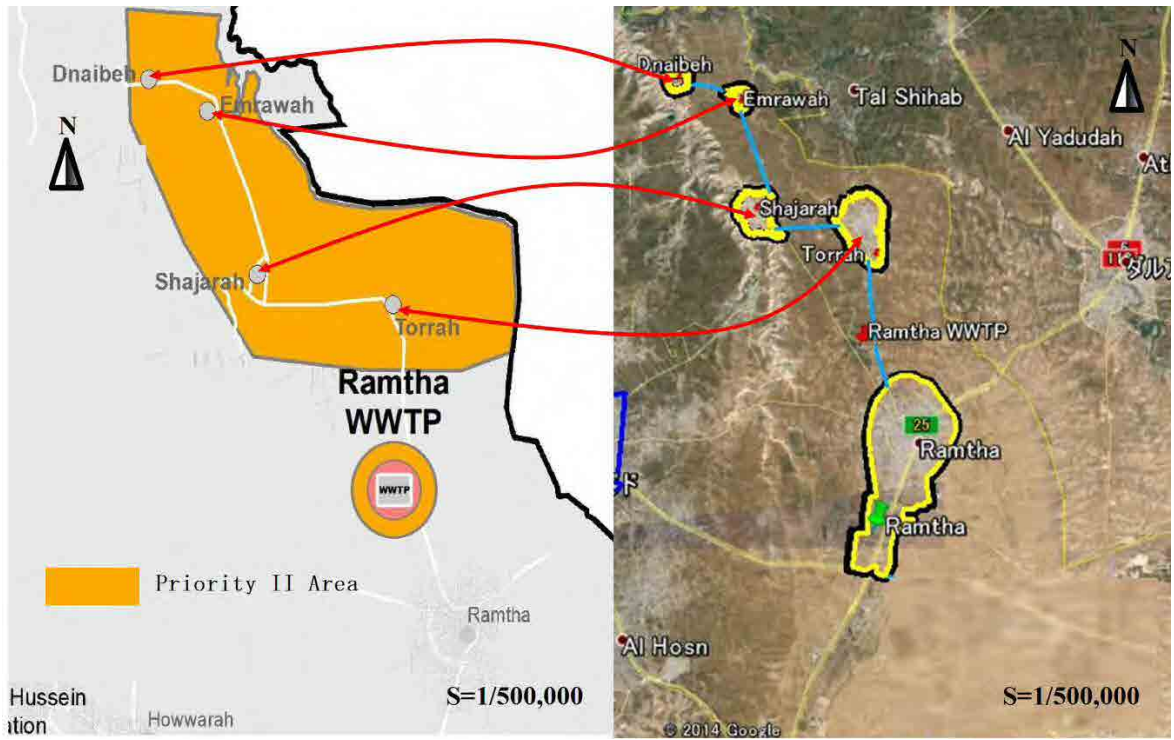 Dnaibeh
Emrawah
N
Shajarah
Torrah
Ramtha
WWTP
WWTP
Priority II Area
Ramtha
Hussein
ation
Howwarah
S=1/500,000
N
Dnaibeh
Emrawah
Tal Shihab
Al Yadudah
Shajarah
Torrah
Ramtha WWTP
25
Ramtha
Ramtha
Al Hosn
S=1/500,000
© 2014 Google